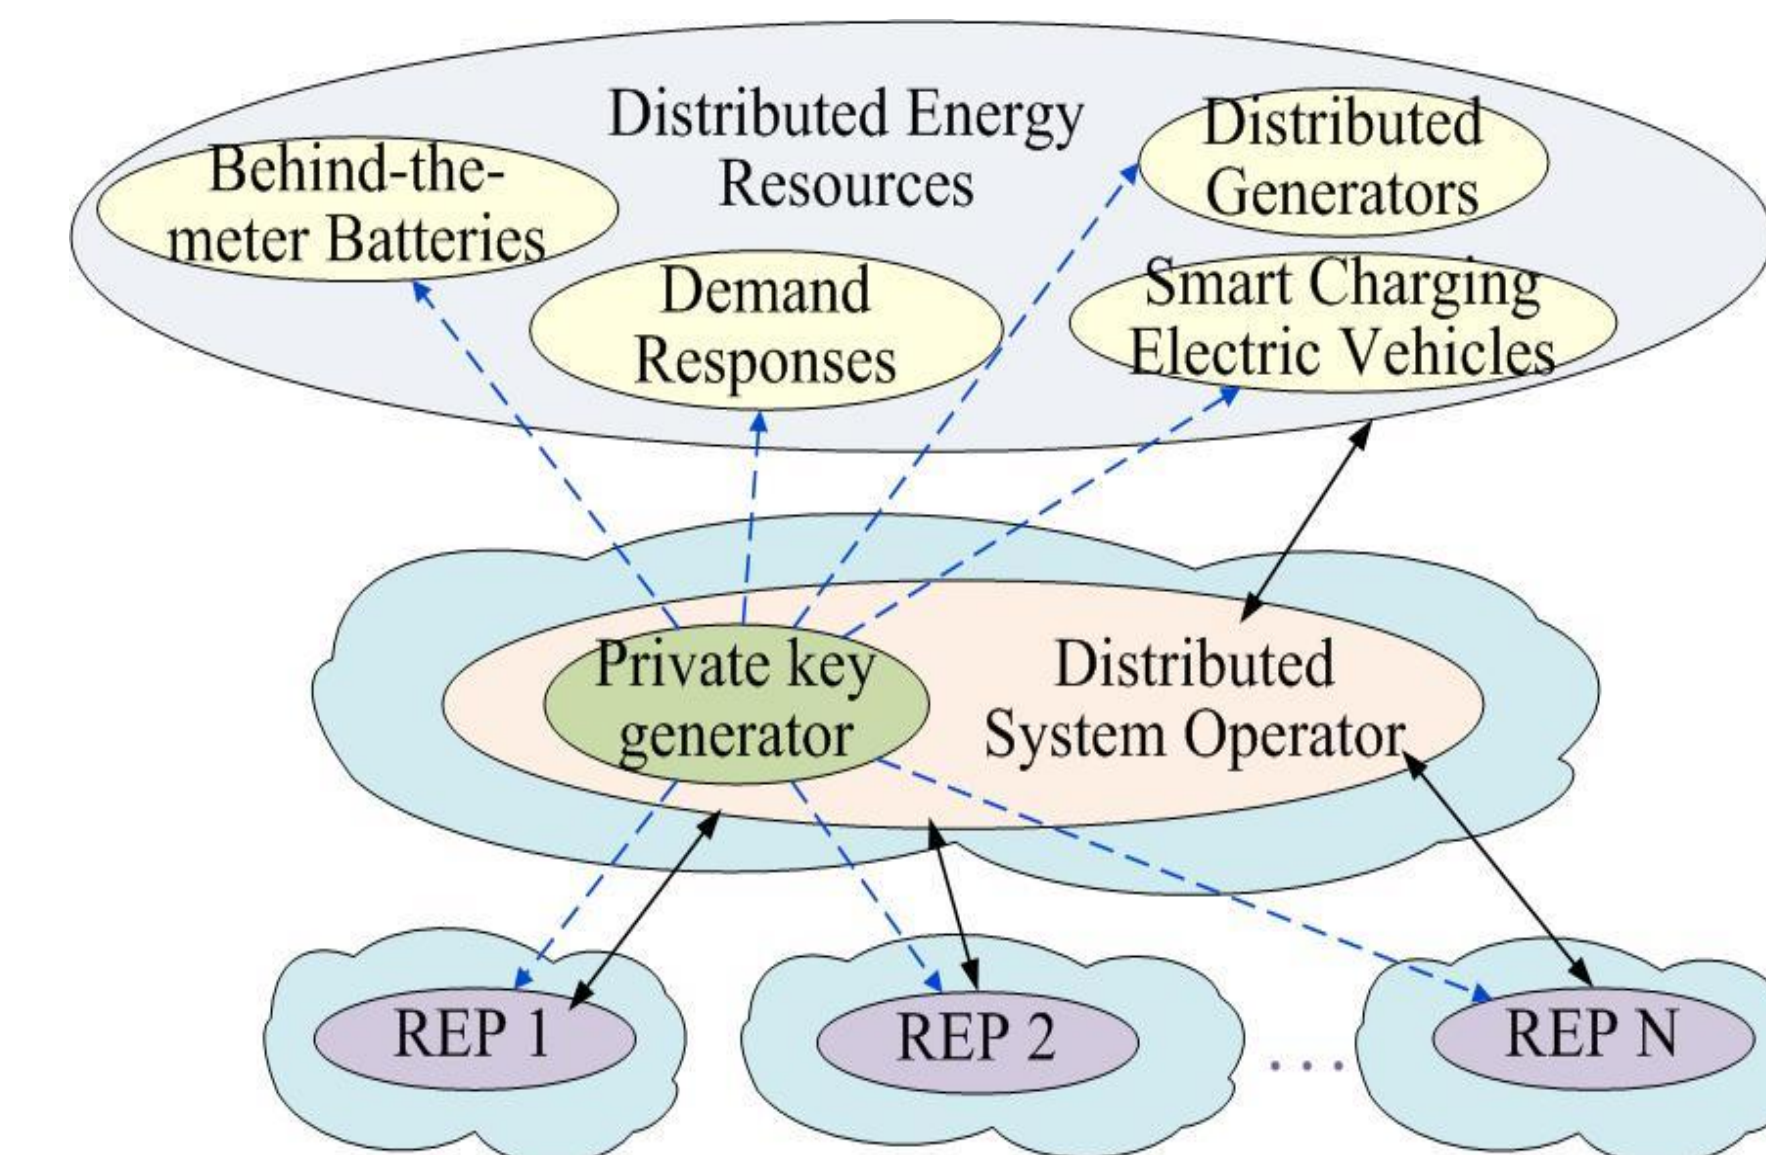 Distributed Energy
Resources
Behind-the-
meter Batteries
Demand
Responses
Distributed
Generators
Smart Charging
Electric Vehicles
Private key
generator
Distributed
System Operator
REP 1
REP 2
...
REP N